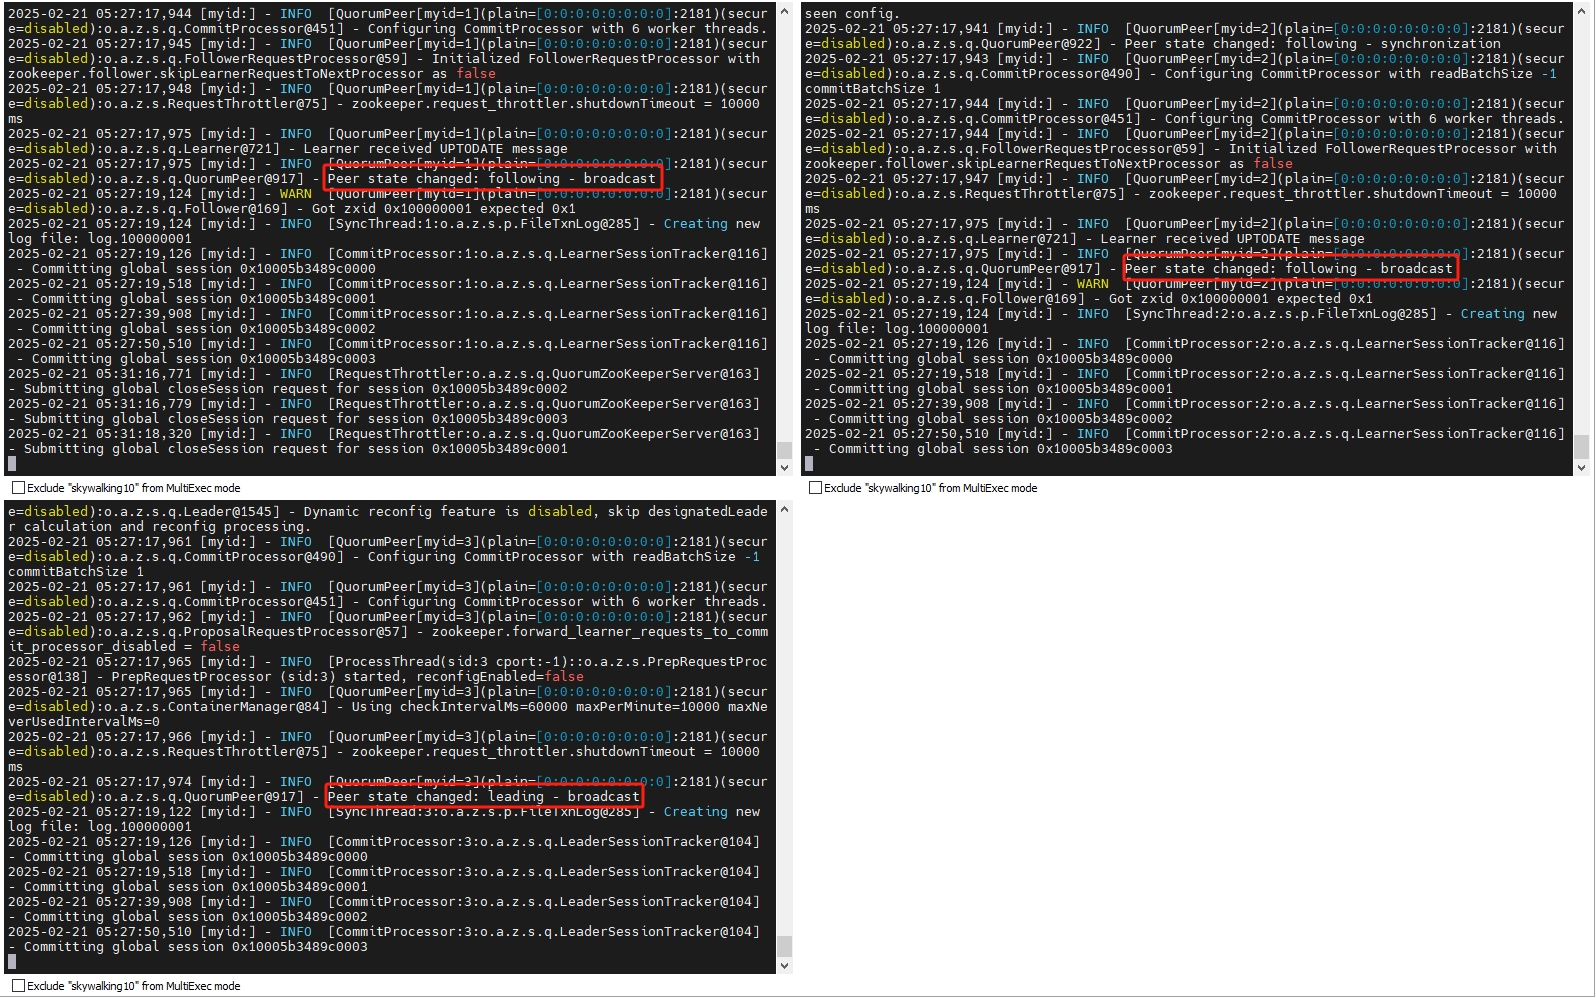 2025-02-21 05:27:17,944 [myid:] - INFO  [QuorumPeer[myid=1](plain=[0:0:0:0:0:0:0:0]:2181)(secur
e=disabled):o.a.z.s.q.CommitProcessor@451] - Configuring CommitProcessor with 6 worker threads.
2025-02-21 05:27:17,945 [myid:] - INFO  [QuorumPeer[myid=1](plain=[0:0:0:0:0:0:0:0]:2181)(secur
e=disabled):o.a.z.s.q.FollowerRequestProcessor@59] - Initialized FollowerRequestProcessor with
zookeeper.follower.skipLearnerRequestToNextProcessor as false
2025-02-21 05:27:17,948 [myid:] - INFO  [QuorumPeer[myid=1](plain=[0:0:0:0:0:0:0:0]:2181)(secur
e=disabled):o.a.z.s.RequestThrottler@75] - zookeeper.request_throttler.shutdownTimeout = 10000
ms
2025-02-21 05:27:17,975 [myid:] - INFO  [QuorumPeer[myid=1](plain=[0:0:0:0:0:0:0:0]:2181)(secur
e=disabled):o.a.z.s.q.Learner@721] - Learner received UPTODATE message
2025-02-21 05:27:17,975 [myid:] - INFO  [QuorumPeer[myid=1](plain=[0:0:0:0:0:0:0:0]:2181)(secur
e=disabled):o.a.z.s.q.QuorumPeer@917] - Peer state changed: following - broadcast
2025-02-21 05:27:19,124 [myid:] - WARN  [QuorumPeer[myid=1](plain=[0:0:0:0:0:0:0:0]:2181)(secur
e=disabled):o.a.z.s.q.Follower@169] - Got zxid 0x100000001 expected 0x1
2025-02-21 05:27:19,124 [myid:] - INFO  [SyncThread:1:o.a.z.s.p.FileTxnLog@285] - Creating new
log file: log.100000001
2025-02-21 05:27:19,126 [myid:] - INFO  [CommitProcessor:1:o.a.z.s.q.LearnerSessionTracker@116]
 - Committing global session 0x10005b3489c0000
2025-02-21 05:27:19,518 [myid:] - INFO  [CommitProcessor:1:o.a.z.s.q.LearnerSessionTracker@116]
 - Committing global session 0x10005b3489c0001
2025-02-21 05:27:39,908 [myid:] - INFO  [CommitProcessor:1:o.a.z.s.q.LearnerSessionTracker@116]
 - Committing global session 0x10005b3489c0002
2025-02-21 05:27:50,510 [myid:] - INFO  [CommitProcessor:1:o.a.z.s.q.LearnerSessionTracker@116]
 - Committing global session 0x10005b3489c0003
2025-02-21 05:31:16,771 [myid:] - INFO  [RequestThrottler:o.a.z.s.q.QuorumZooKeeperServer@163]
- Submitting global closeSession request for session 0x10005b3489c0002
2025-02-21 05:31:16,779 [myid:] - INFO  [RequestThrottler:o.a.z.s.q.QuorumZooKeeperServer@163]
- Submitting global closeSession request for session 0x10005b3489c0003
2025-02-21 05:31:18,320 [myid:] - INFO  [RequestThrottler:o.a.z.s.q.QuorumZooKeeperServer@163]
- Submitting global closeSession request for session 0x10005b3489c0001
Exclude "skywalking10" from MultiExec mode
seen config.
2025-02-21 05:27:17,941 [myid:] - INFO  [QuorumPeer[myid=2](plain=[0:0:0:0:0:0:0:0]:2181)(secur
e=disabled):o.a.z.s.q.QuorumPeer@922] - Peer state changed: following - synchronization
2025-02-21 05:27:17,943 [myid:] - INFO  [QuorumPeer[myid=2](plain=[0:0:0:0:0:0:0:0]:2181)(secur
e=disabled):o.a.z.s.q.CommitProcessor@490] - Configuring CommitProcessor with readBatchSize -1
commitBatchSize 1
2025-02-21 05:27:17,944 [myid:] - INFO  [QuorumPeer[myid=2](plain=[0:0:0:0:0:0:0:0]:2181)(secur
e=disabled):o.a.z.s.q.CommitProcessor@451] - Configuring CommitProcessor with 6 worker threads.
2025-02-21 05:27:17,944 [myid:] - INFO  [QuorumPeer[myid=2](plain=[0:0:0:0:0:0:0:0]:2181)(secur
e=disabled):o.a.z.s.q.FollowerRequestProcessor@59] - Initialized FollowerRequestProcessor with
zookeeper.follower.skipLearnerRequestToNextProcessor as false
2025-02-21 05:27:17,947 [myid:] - INFO  [QuorumPeer[myid=2](plain=[0:0:0:0:0:0:0:0]:2181)(secur
e=disabled):o.a.z.s.RequestThrottler@75] - zookeeper.request_throttler.shutdownTimeout = 10000
ms
2025-02-21 05:27:17,975 [myid:] - INFO  [QuorumPeer[myid=2](plain=[0:0:0:0:0:0:0:0]:2181)(secur
e=disabled):o.a.z.s.q.Learner@721] - Learner received UPTODATE message
2025-02-21 05:27:17,975 [myid:] - INFO  [QuorumPeer[myid=2](plain=[0:0:0:0:0:0:0:0]:2181)(secur
e=disabled):o.a.z.s.q.QuorumPeer@917] - Peer state changed: following - broadcast
2025-02-21 05:27:19,124 [myid:] - WARN  [QuorumPeer[myid=2](plain=[0:0:0:0:0:0:0:0]:2181)(secur
e=disabled):o.a.z.s.q.Follower@169] - Got zxid 0x100000001 expected 0x1
2025-02-21 05:27:19,124 [myid:] - INFO  [SyncThread:2:o.a.z.s.p.FileTxnLog@285] - Creating new
log file: log.100000001
2025-02-21 05:27:19,126 [myid:] - INFO  [CommitProcessor:2:o.a.z.s.q.LearnerSessionTracker@116]
 - Committing global session 0x10005b3489c0000
2025-02-21 05:27:19,518 [myid:] - INFO  [CommitProcessor:2:o.a.z.s.q.LearnerSessionTracker@116]
 - Committing global session 0x10005b3489c0001
2025-02-21 05:27:39,908 [myid:] - INFO  [CommitProcessor:2:o.a.z.s.q.LearnerSessionTracker@116]
 - Committing global session 0x10005b3489c0002
2025-02-21 05:27:50,510 [myid:] - INFO  [CommitProcessor:2:o.a.z.s.q.LearnerSessionTracker@116]
 - Committing global session 0x10005b3489c0003
Exclude "skywalking10" from MultiExec mode
e=disabled):o.a.z.s.q.Leader@1545] - Dynamic reconfig feature is disabled, skip designatedLeade
r calculation and reconfig processing.
2025-02-21 05:27:17,961 [myid:] - INFO  [QuorumPeer[myid=3](plain=[0:0:0:0:0:0:0:0]:2181)(secur
e=disabled):o.a.z.s.q.CommitProcessor@490] - Configuring CommitProcessor with readBatchSize -1
commitBatchSize 1
2025-02-21 05:27:17,961 [myid:] - INFO  [QuorumPeer[myid=3](plain=[0:0:0:0:0:0:0:0]:2181)(secur
e=disabled):o.a.z.s.q.CommitProcessor@451] - Configuring CommitProcessor with 6 worker threads.
2025-02-21 05:27:17,962 [myid:] - INFO  [QuorumPeer[myid=3](plain=[0:0:0:0:0:0:0:0]:2181)(secur
e=disabled):o.a.z.s.q.ProposalRequestProcessor@57] - zookeeper.forward_learner_requests_to_comm
it_processor_disabled = false
2025-02-21 05:27:17,965 [myid:] - INFO  [ProcessThread(sid:3 cport:-1)::o.a.z.s.PrepRequestProc
essor@138] - PrepRequestProcessor (sid:3) started, reconfigEnabled=false
2025-02-21 05:27:17,965 [myid:] - INFO  [QuorumPeer[myid=3](plain=[0:0:0:0:0:0:0:0]:2181)(secur
e=disabled):o.a.z.s.ContainerManager@84] - Using checkIntervalMs=60000 maxPerMinute=10000 maxNe
verUsedIntervalMs=0
2025-02-21 05:27:17,966 [myid:] - INFO  [QuorumPeer[myid=3](plain=[0:0:0:0:0:0:0:0]:2181)(secur
e=disabled):o.a.z.s.RequestThrottler@75] - zookeeper.request_throttler.shutdownTimeout = 10000
ms
2025-02-21 05:27:17,974 [myid:] - INFO  [QuorumPeer[myid=3](plain=[0:0:0:0:0:0:0:0]:2181)(secur
e=disabled):o.a.z.s.q.QuorumPeer@917] - Peer state changed: leading - broadcast
2025-02-21 05:27:19,122 [myid:] - INFO  [SyncThread:3:o.a.z.s.p.FileTxnLog@285] - Creating new
log file: log.100000001
2025-02-21 05:27:19,126 [myid:] - INFO  [CommitProcessor:3:o.a.z.s.q.LeaderSessionTracker@104]
- Committing global session 0x10005b3489c0000
2025-02-21 05:27:19,518 [myid:] - INFO  [CommitProcessor:3:o.a.z.s.q.LeaderSessionTracker@104]
- Committing global session 0x10005b3489c0001
2025-02-21 05:27:39,908 [myid:] - INFO  [CommitProcessor:3:o.a.z.s.q.LeaderSessionTracker@104]
- Committing global session 0x10005b3489c0002
2025-02-21 05:27:50,510 [myid:] - INFO  [CommitProcessor:3:o.a.z.s.q.LeaderSessionTracker@104]
- Committing global session 0x10005b3489c0003
Exclude "skywalking10" from MultiExec mode